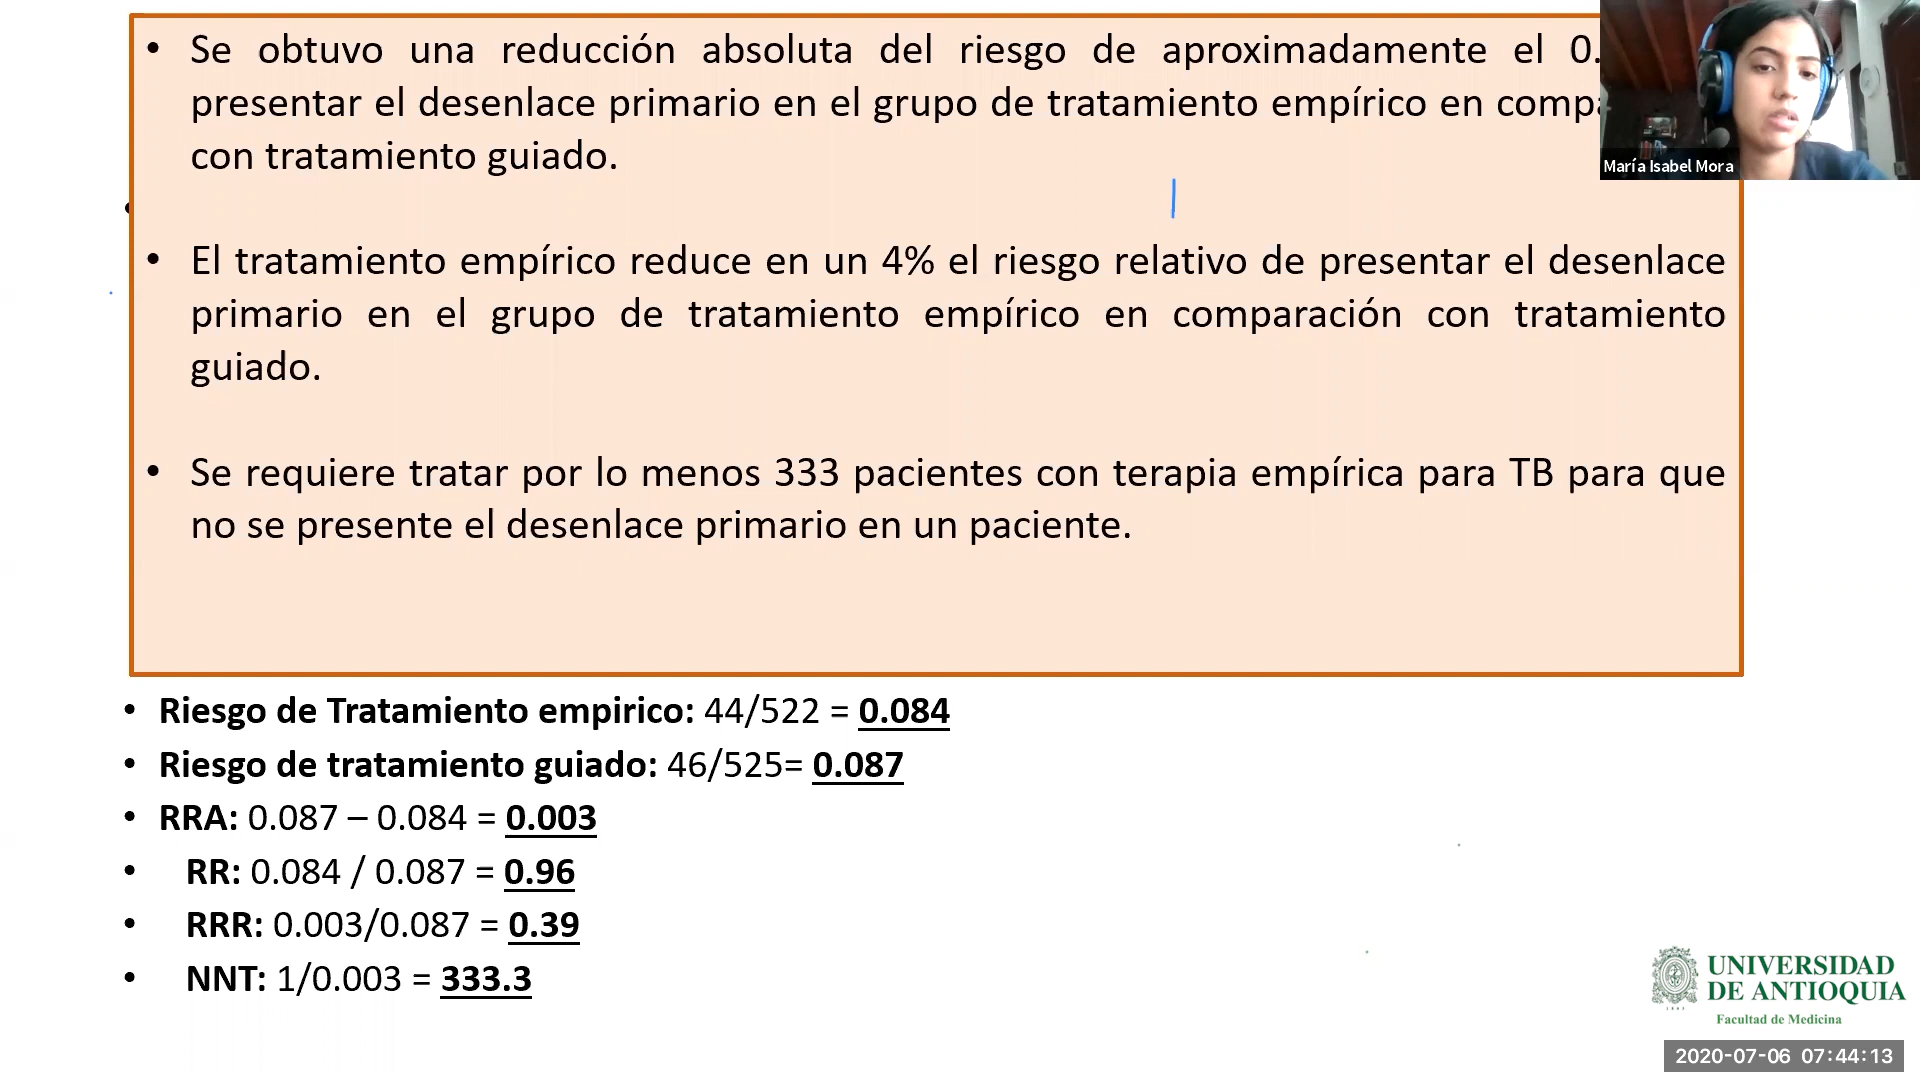 • Se obtuvo una reducción absoluta del riesgo de aproximadamente el 0.
presentar el desenlace primario en el grupo de tratamiento empírico en
con tratamiento guiado.
• El tratamiento empírico reduce en un 4% el riesgo relativo de presentar el desenlace
primario en el grupo de tratamiento empírico en comparación con tratamiento
guiado.
• Se requiere tratar por lo menos 333 pacientes con terapia empírica para TB para que
no se presente el desenlace primario en un paciente.
• Riesgo de Tratamiento empirico: 44/522 = 0.084
• Riesgo de tratamiento guiado: 46/525= 0.087
• RRA: 0.087 – 0.084 = 0.003
• RR: 0.084 / 0.087 = 0.96
• RRR: 0.003/0.087 = 0.39
• NNT: 1/0.003 = 333.3
María Isabel Mora
UNIVERSIDAD
DE ANTIOQUIA
Facultad de Medicina
2020-07-06 07:44:13